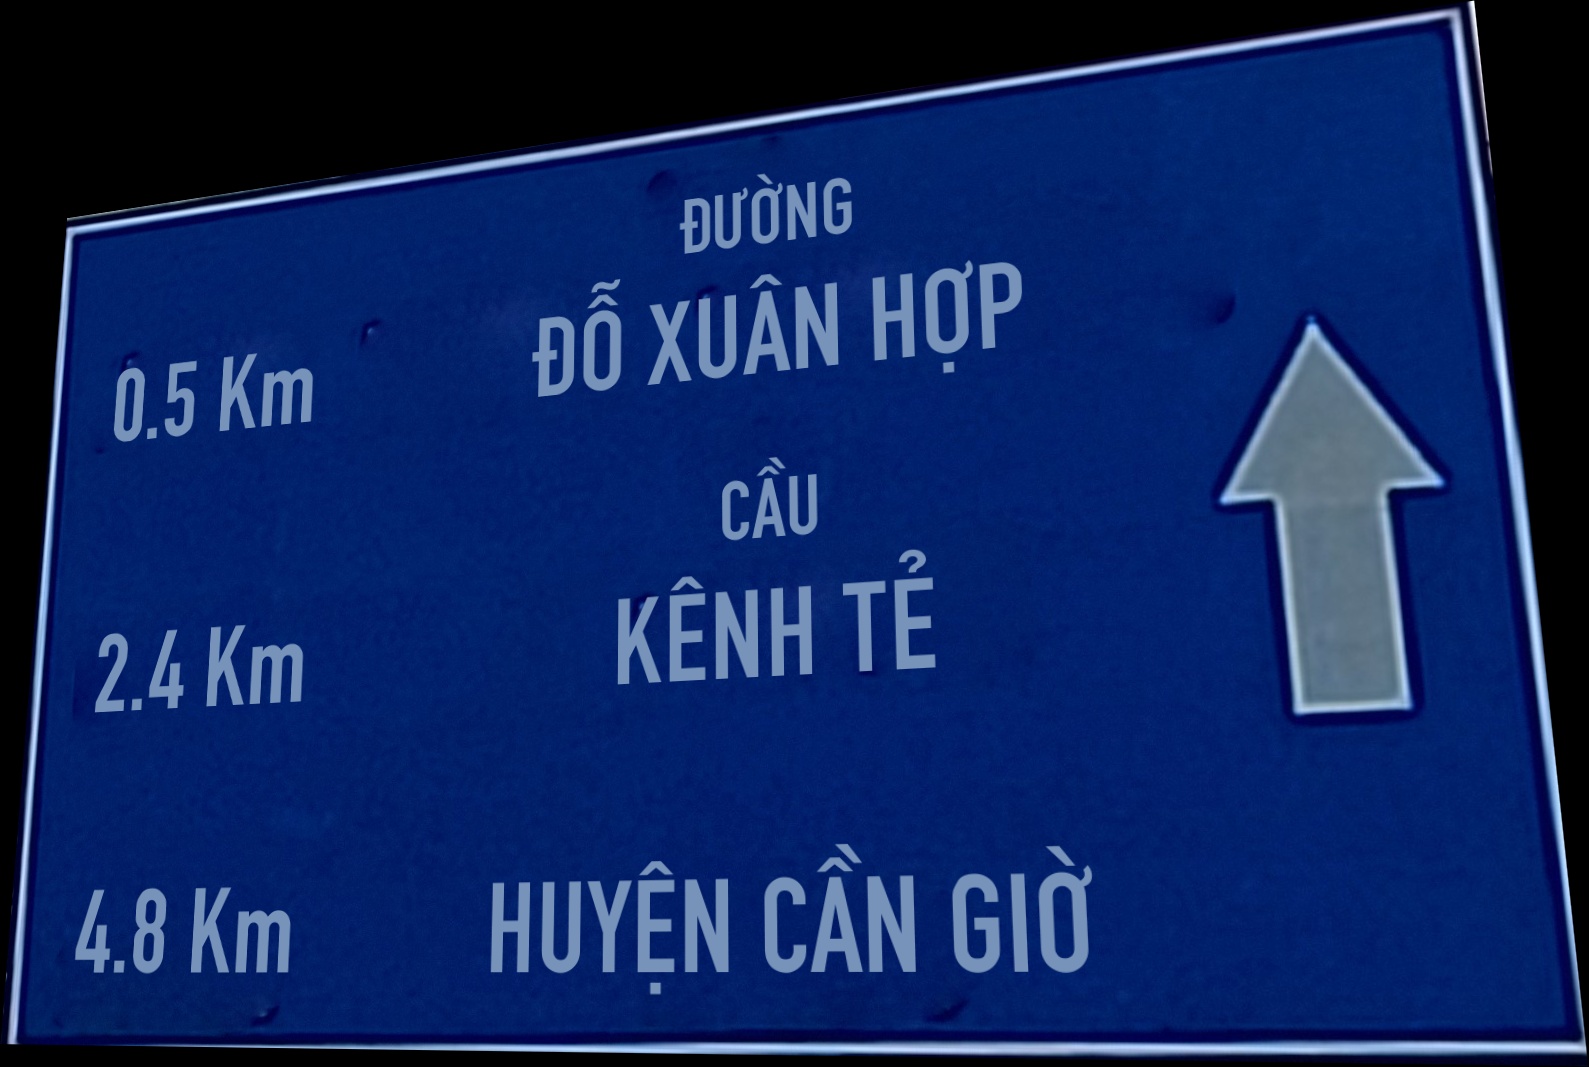 ĐƯỜNG
0.5 Km ĐỖ XUÂN HỢP
CẦU
2.4 Km KÊNH TẺ
4.8 Km HUYỆN CẦN GIỜ